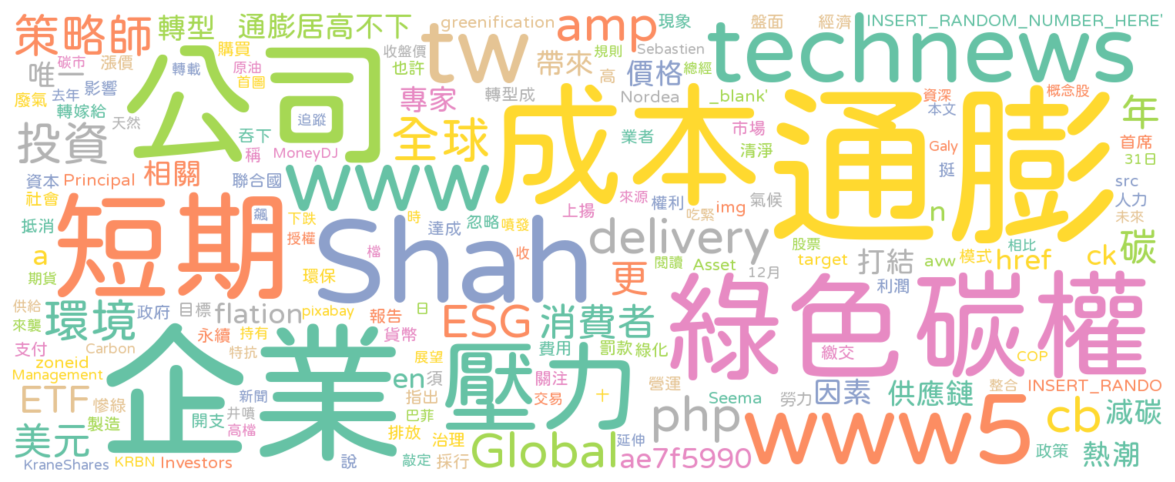 策略師
轉型
通膨居高不下
greenification
amp
現象
盤面
經濟
INSERT_RANDOM_NUMBER_HERE'
購買
收盤價
tw
規則
Sebastien
technews
碳市
漲價
公司
也許
唯一
轉載
原油
首圖
帶來
高
價格
總經
廢氣
去年
影響
專家
轉型成
Nordea
_blank'
資深
概念股
本文
年
轉嫁給
追蹤
成本
通膨
投資
天然
吞下
全球
業者
市場
清淨
首席
稱
MoneyDJ
Galy
31日
相關
www
挺
資本
Principal
聯合國
來源
權利
img
氣候
src
人力
社會
短期
飆
下跌
時
達成
忽略
噴發
上揚
吃緊
n
未來
抵消
授權
Shah
delivery
股票
相比
碳
a
檔
收
閱讀
Asset
target
打結
avw
模式
href
ck
期貨
環保
更
12月
利潤
綠色碳權
供給
目標
flation
pixabay
日
報告
ESG
消費者
環境
政府
來襲
永續
持有
貨幣
支付
Carbon
特抗
企業
展望
壓力
費用
罰款
綠化
繳交
COP
zoneid
Management
en
須
關注
營運
因素
供應鏈
整合
INSERT_RANDO
ETF
慘綠
新聞
指出
交易
十
勞力
Seema
開支
井噴
巴菲
php
www5
cb
減碳
製造
高檔
排放
治理
Global
延伸
美元
KraneShares
KRBN
Investors
說
敲定
採行
ae7f5990
政策
熱潮